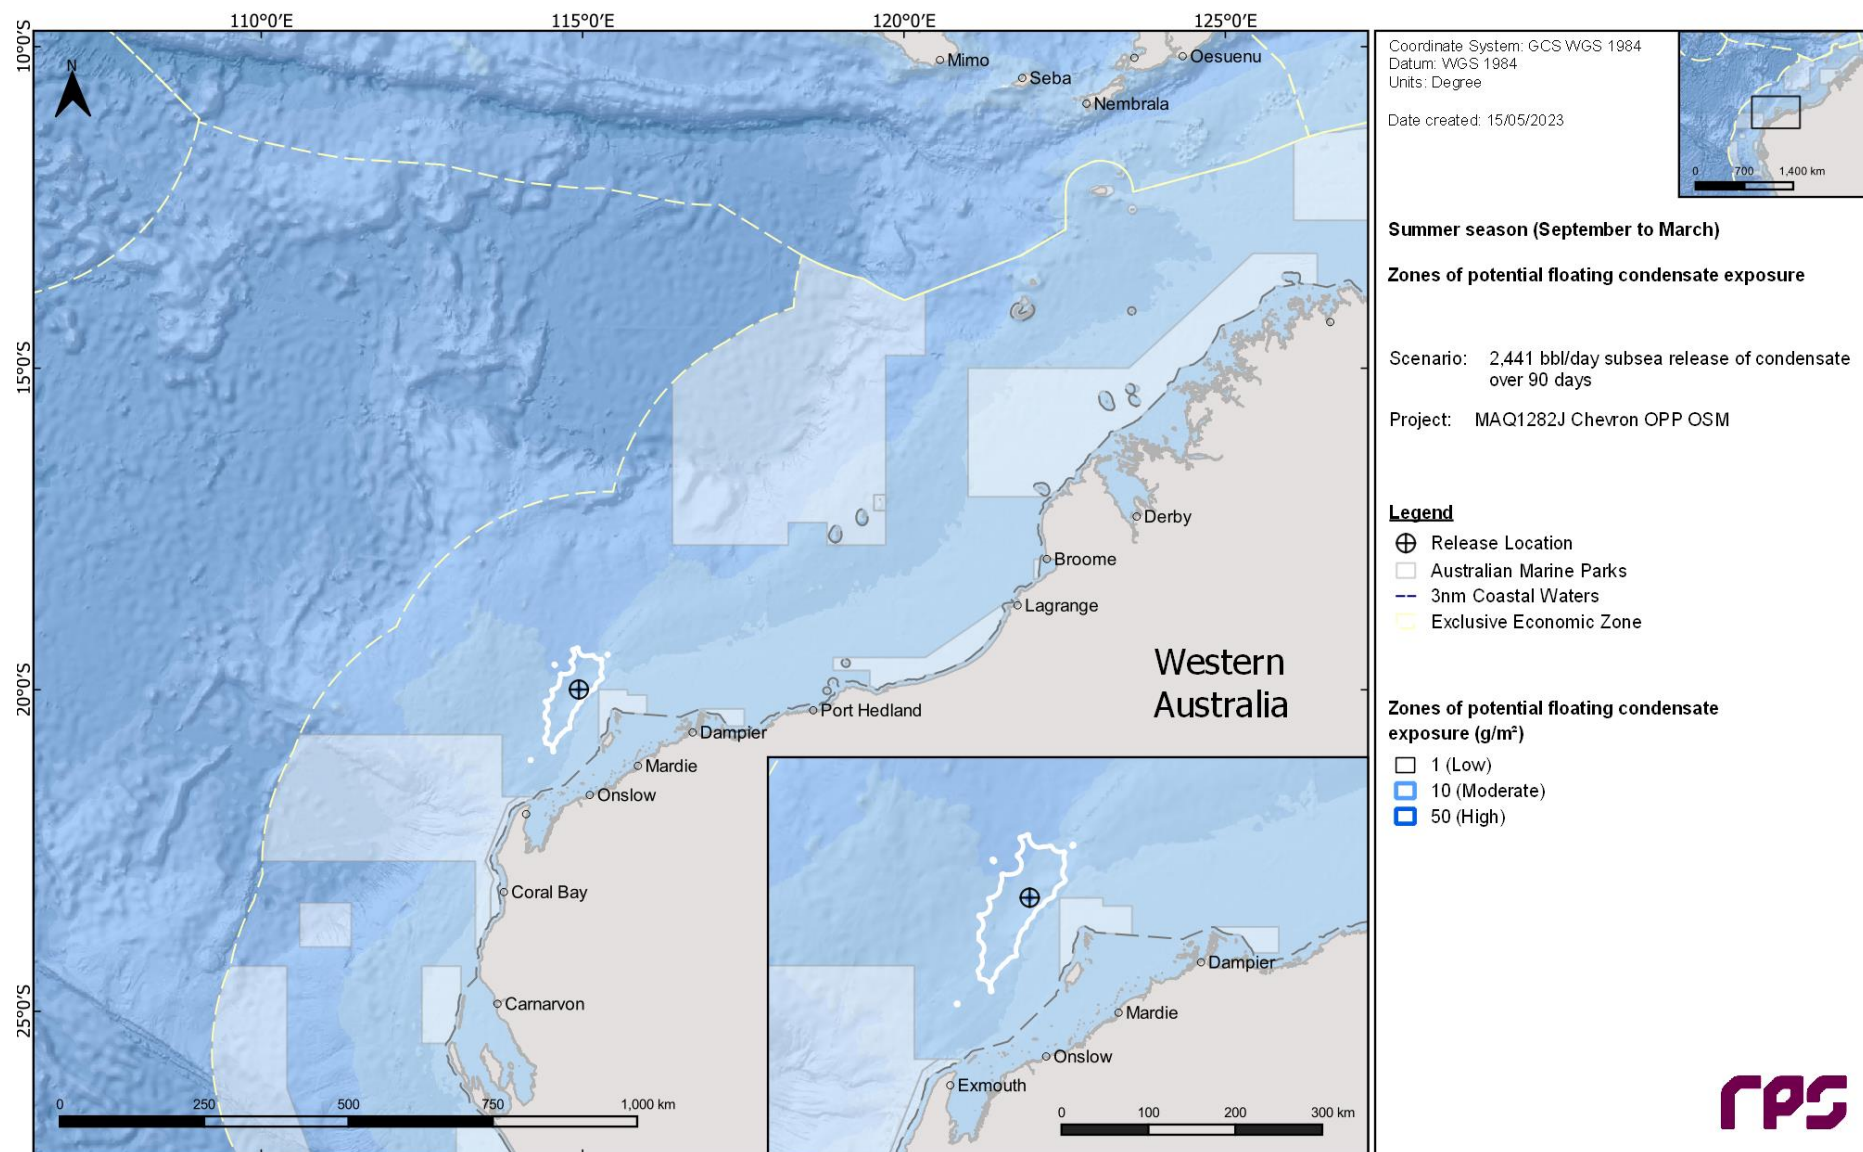 110°0′E 115°0′E 120°0′E 125°0′E
10°0′S
15°0′S
20°0′S
25°0′S
N
Mimo
Seba
Oesuenu
Nembrala
Derby
Broome
Lagrange
Western
Australia
Port Hedland
Dampier
Mardie
Onslow
Coral Bay
Carnarvon
0 250 500 750 1,000 km
Dampier
Mardie
Onslow
Exmouth
0 100 200 300 km
Coordinate System: GCS WGS 1984
Datum: WGS 1984
Units: Degree
Date created: 15/05/2023
0 700 1,400 km
Summer season (September to March)
Zones of potential floating condensate exposure
Scenario: 2,441 bbl/day subsea release of condensate
over 90 days
Project: MAQ1282J Chevron OPP OSM
Legend
Release Location
Australian Marine Parks
3nm Coastal Waters
Exclusive Economic Zone
Zones of potential floating condensate
exposure (g/m²)
1 (Low)
10 (Moderate)
50 (High)
rps